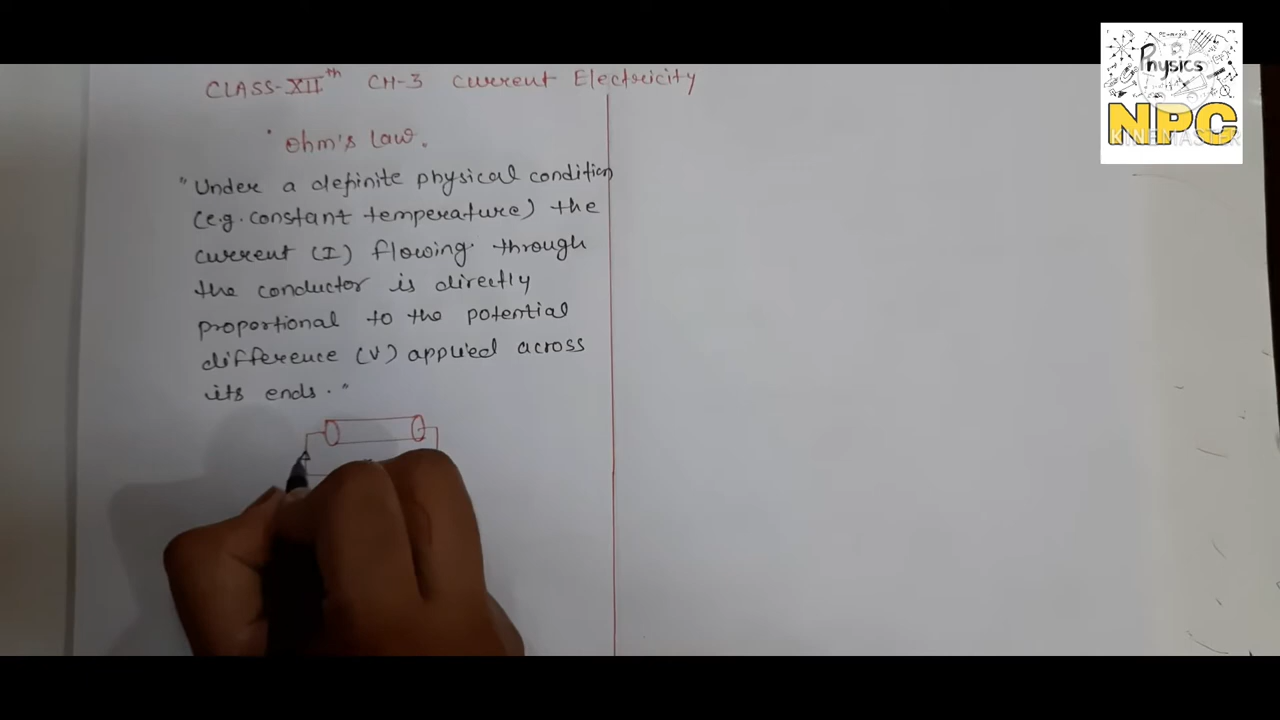 CLASS-XIIth CH-3 Current Electricity
Ohm's law.
"Under a definite physical condition
(e.g. constant temperature) the
current (I) flowing through
the conductor is directly
proportional to the potential
difference (V) applied across
its ends."
Physics
NPC
KINEMASTER